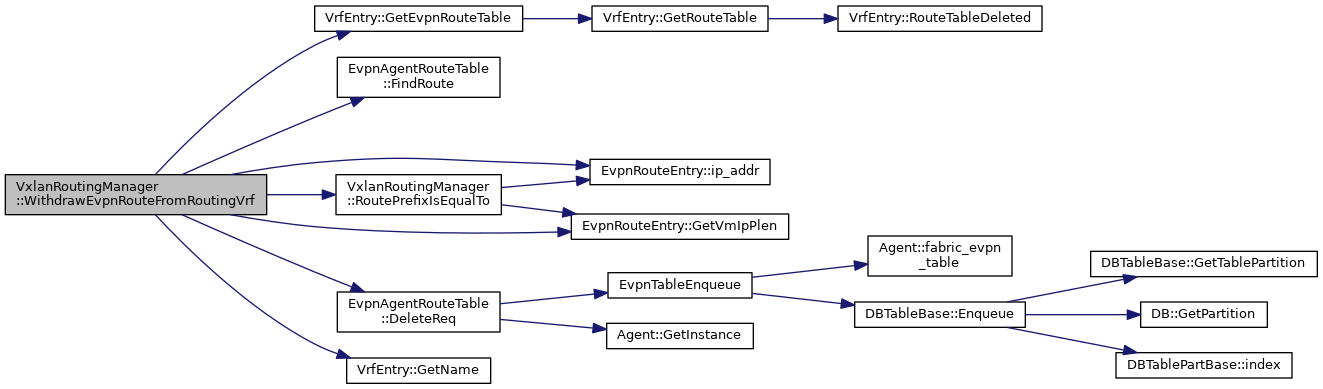 VrfEntry::GetEvpnRouteTable
VrfEntry::GetRouteTable
VrfEntry::RouteTableDeleted
EvpnAgentRouteTable
::FindRoute
EvpnRouteEntry::ip_addr
VxlanRoutingManager
::WithdrawEvpnRouteFromRoutingVrf
VxlanRoutingManager
::RoutePrefixIsEqualTo
EvpnRouteEntry::GetVmIpPlen
Agent::fabric_evpn
_table
DBTableBase::GetTablePartition
EvpnTableEnqueue
EvpnAgentRouteTable
::DeleteReq
DBTableBase::Enqueue
DB::GetPartition
Agent::GetInstance
DBTablePartBase::index
VrfEntry::GetName